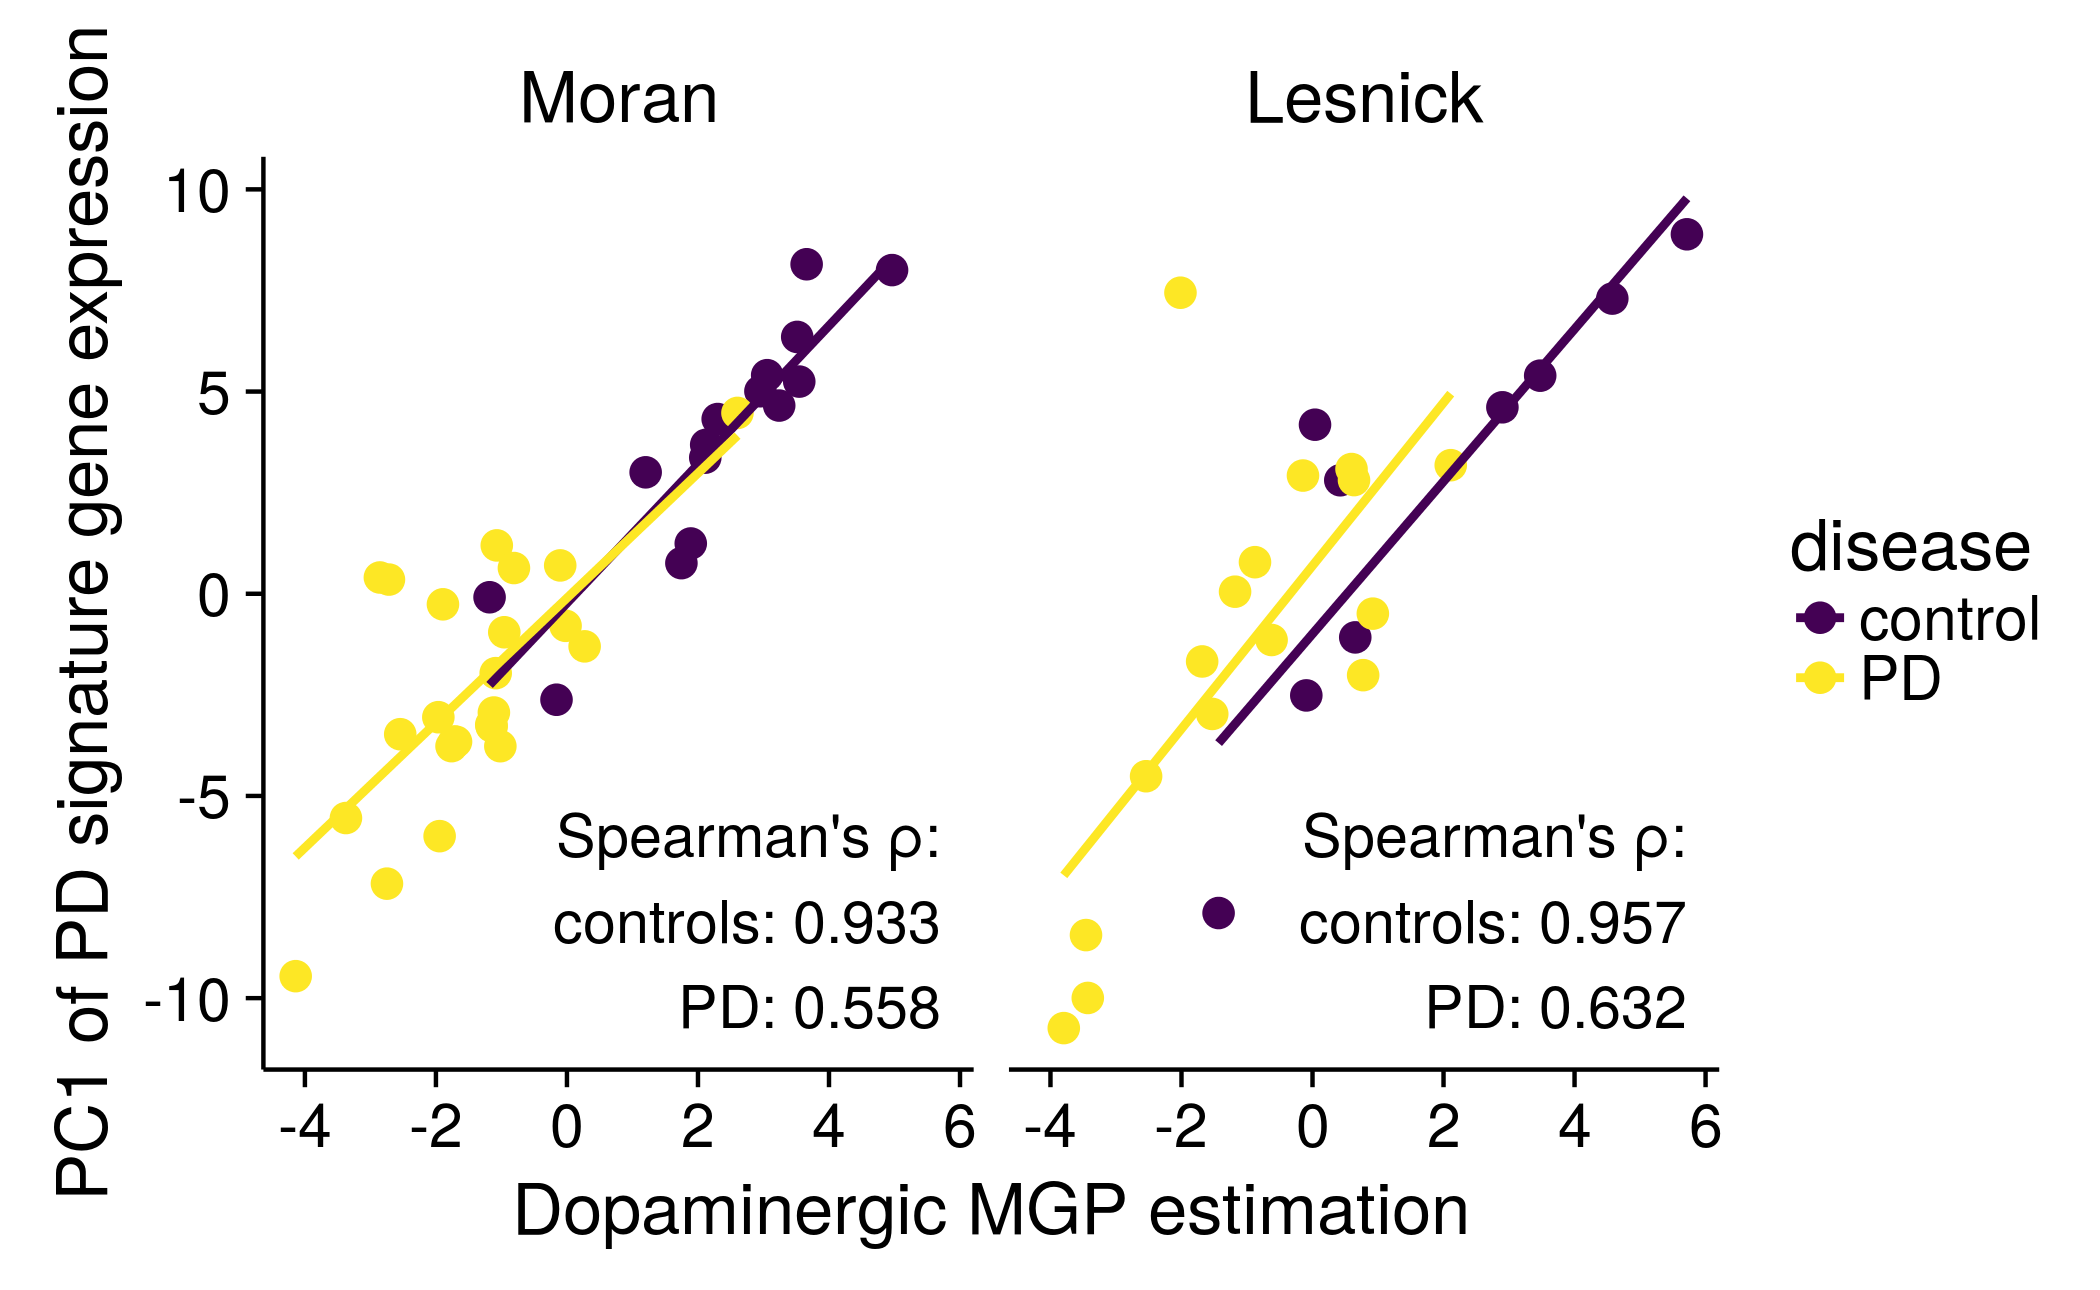 Moran
Lesnick
PC1 of PD signature gene expression
10
5
0
-5
-10
Spearman's ρ:
controls: 0.933
PD: 0.558
Spearman's ρ:
controls: 0.957
PD: 0.632
-4 -2 0 2 4 6
-4 -2 0 2 4 6
Dopaminergic MGP estimation
disease
control
PD